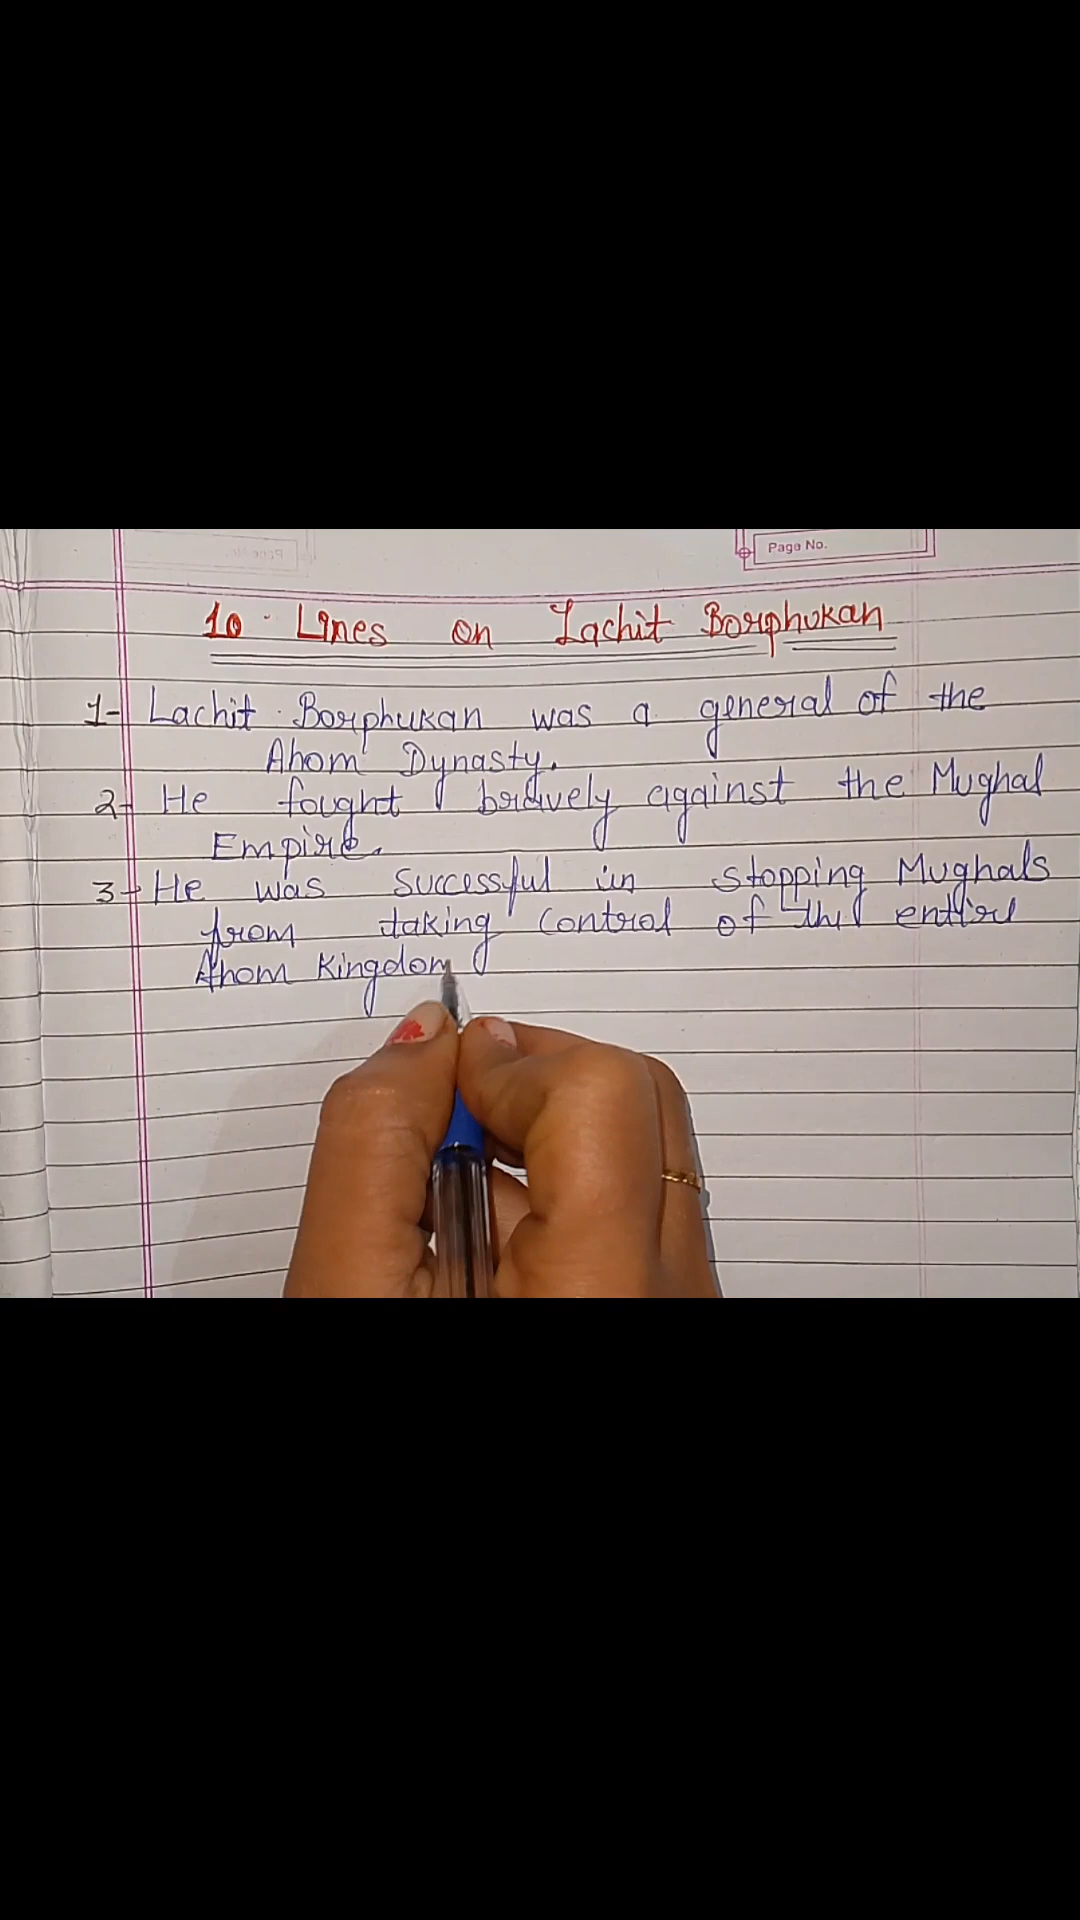 Page No.
10 Lines on Lachit Borphukan
1- Lachit Borphukan was a general of the
Ahom Dynasty.
2- He fought bravely against the Mughal
Empire.
3- He was successful in stopping Mughals
from taking control of the entire
Ahom Kingdom